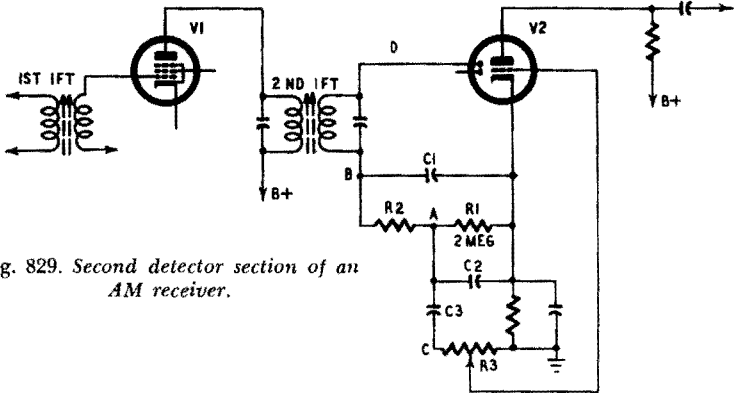 V1
V2
D
1ST IFT
2 ND IFT
B+
B+
C1
B
R2
A
R1
2 MEG
C2
C3
C
R3
g. 829. Second detector section of an
AM receiver.